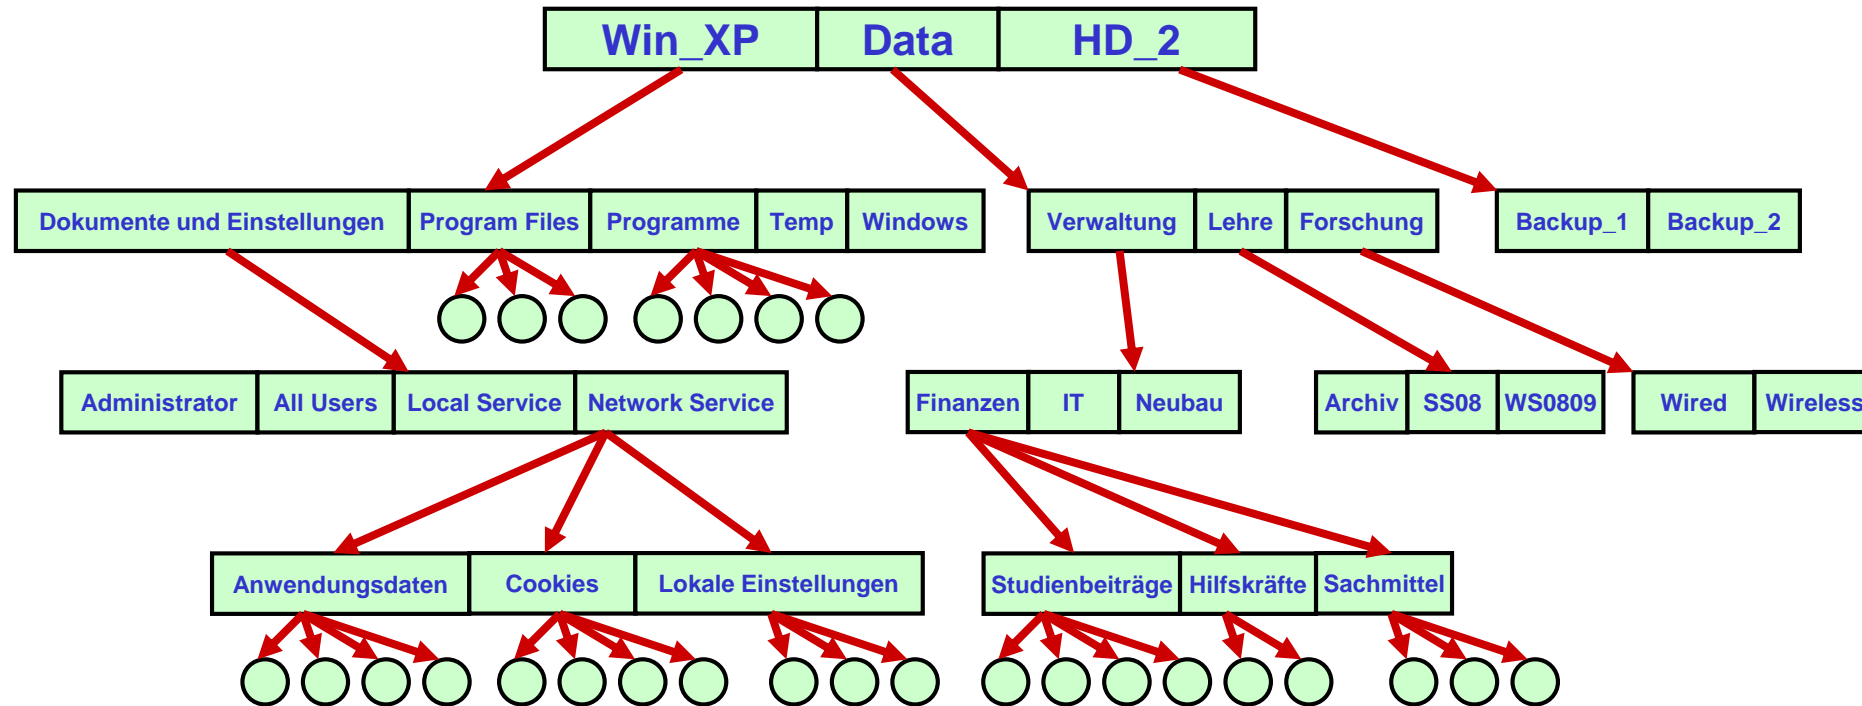 Win_XP Data HD_2
Dokumente und Einstellungen Program Files Programme Temp Windows Verwaltung Lehre Forschung Backup_1 Backup_2
Administrator All Users Local Service Network Service Finanzen IT Neubau Archiv SS08 WS0809 Wired Wireless
Anwendungsdaten Cookies Lokale Einstellungen Studienbeiträge Hilfskräfte Sachmittel